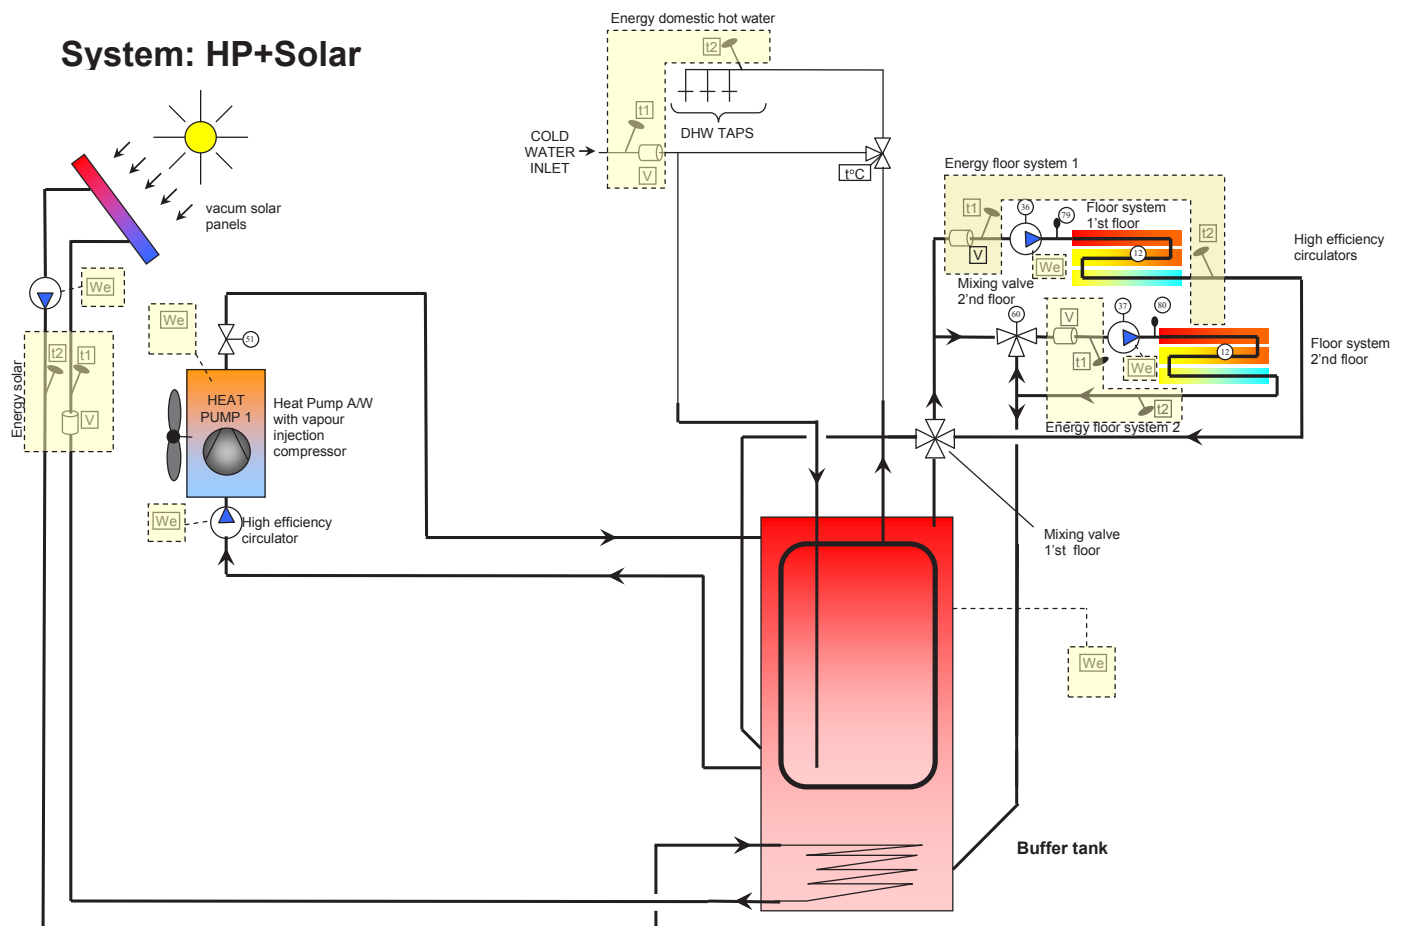 System: HP+Solar
Energy domestic hot water
t2
t1
DHW TAPS
COLD
WATER
INLET
V
t°C
vacum solar
panels
We
Energy solar
t2
t1
V
We
51
HEAT
PUMP 1
Heat Pump A/W
with vapour
injection
compressor
We
High efficiency
circulator
Energy floor system 1
t1
36
79
Floor system
1'st floor
t2
V
We
12
High efficiency
circulators
Mixing valve
2'nd floor
60
V
37
80
t1
We
12
Floor system
2'nd floor
t2
Energy floor system 2
Mixing valve
1'st floor
We
Buffer tank